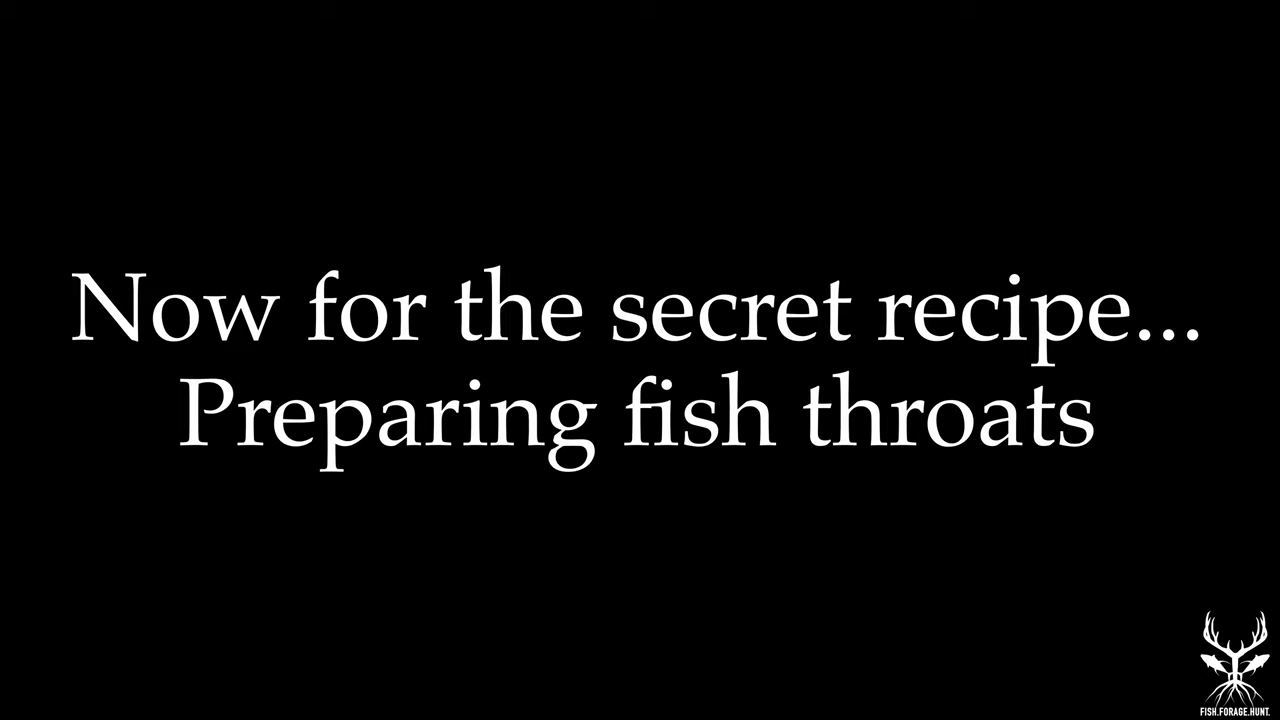 Now for the secret recipe...
Preparing fish throats
FISH.FORAGE.HUNT.